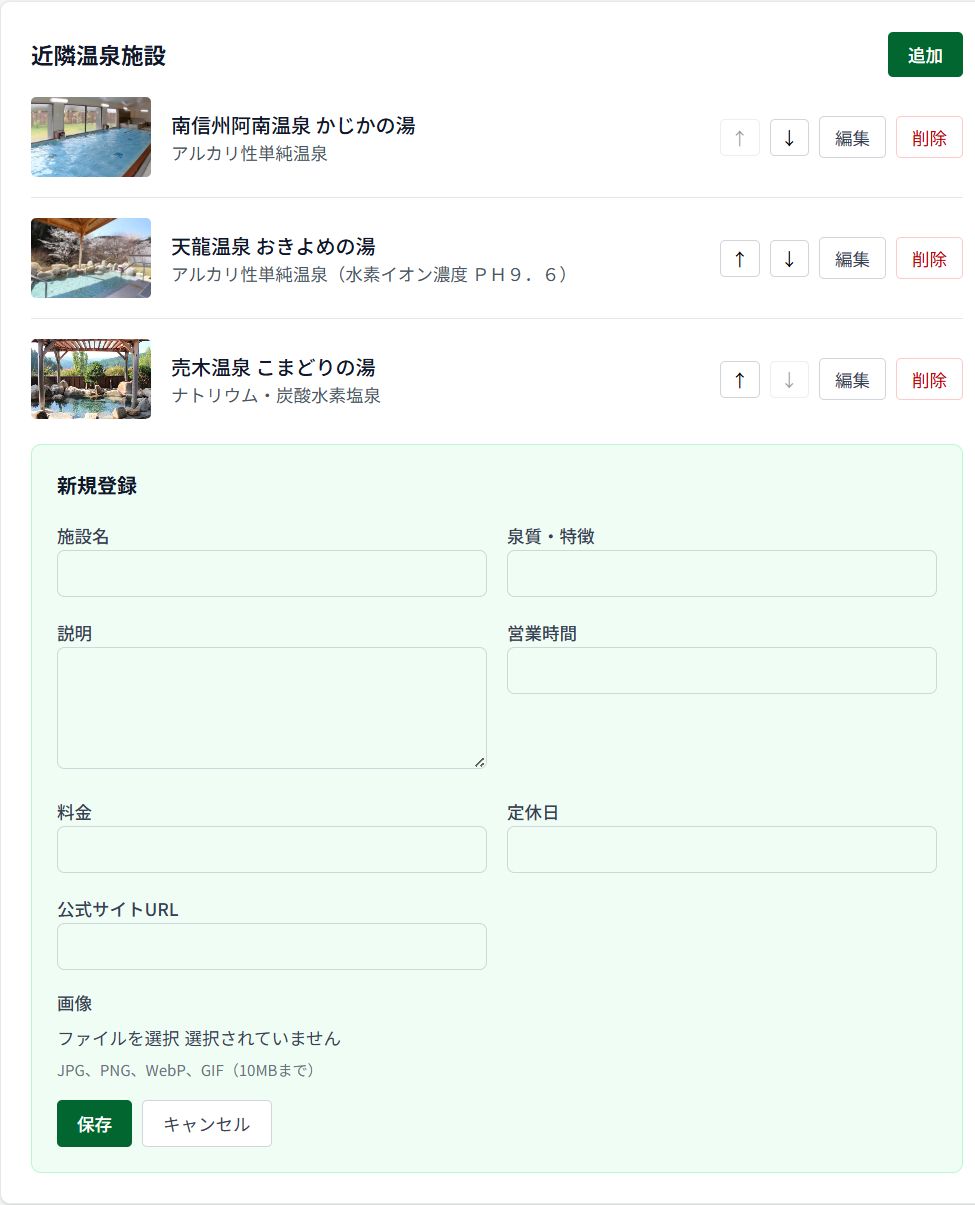 近隣温泉施設
追加
南信州阿南温泉 かじかの湯
アルカリ性単純温泉
↑
↓
編集
削除
天龍温泉 おきよめの湯
アルカリ性単純温泉（水素イオン濃度 ＰＨ９．６）
↑
↓
編集
削除
売木温泉 こまどりの湯
ナトリウム・炭酸水素塩泉
↑
↓
編集
削除
新規登録
施設名
泉質・特徴
説明
営業時間
料金
定休日
公式サイトURL
画像
ファイルを選択 選択されていません
JPG、PNG、WebP、GIF（10MBまで）
保存
キャンセル